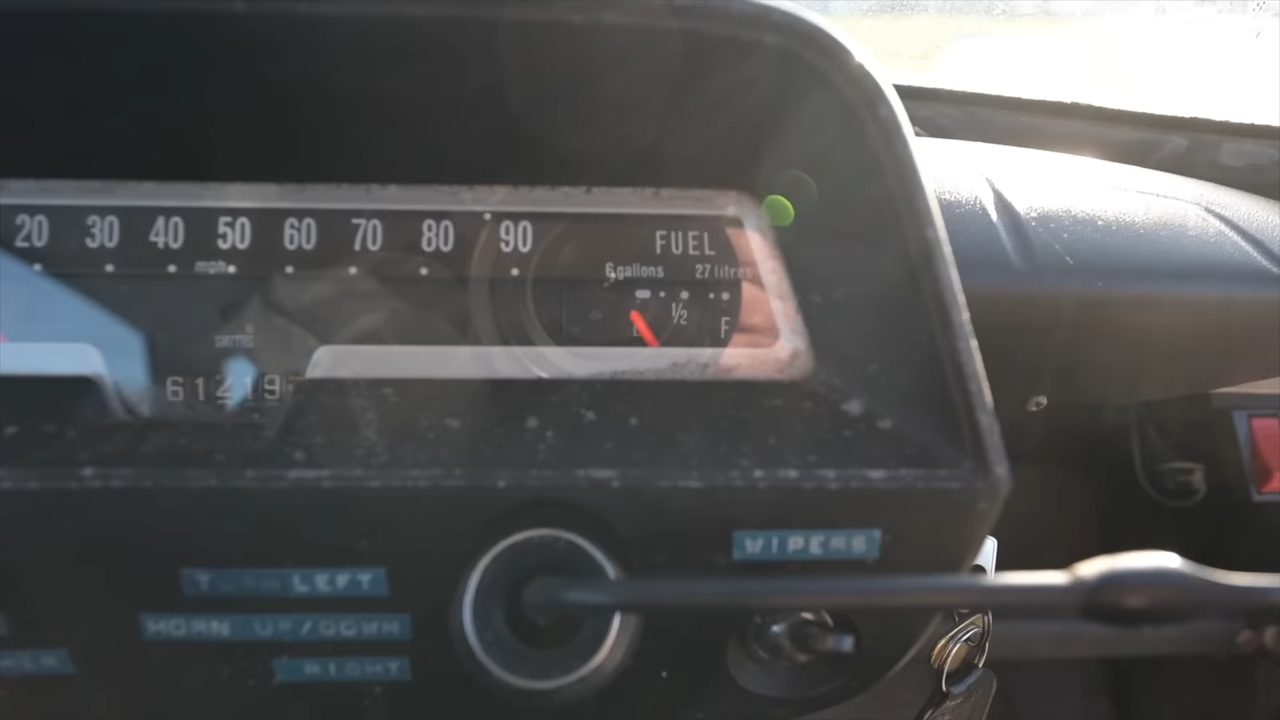 20 30 40 50 60 70 80 90
mph
FUEL
6 gallons 27 litres
½
F
SMITHS
LEFT
HORN UP/DOWN
RIGHT
WIPERS